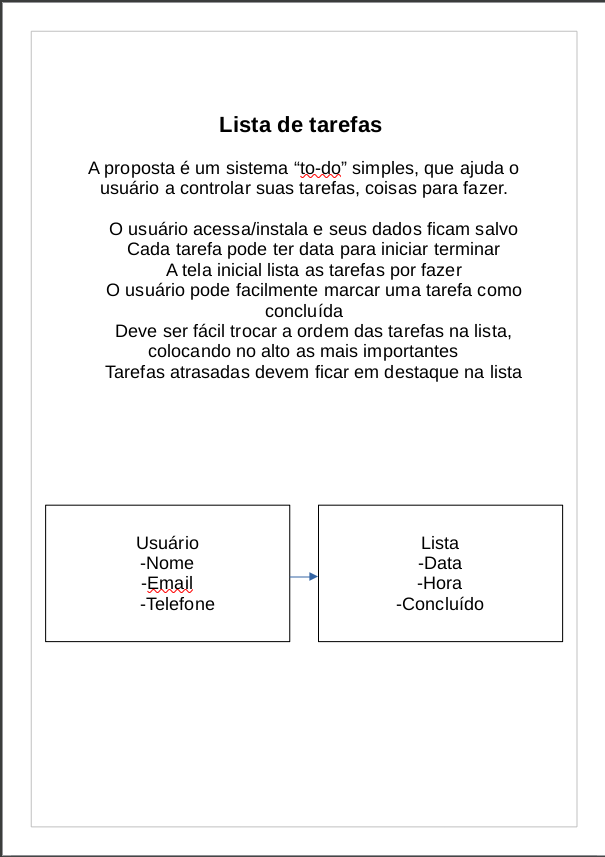 Lista de tarefas
A proposta é um sistema “to-do” simples, que ajuda o
usuário a controlar suas tarefas, coisas para fazer.
O usuário acessa/instala e seus dados ficam salvo
Cada tarefa pode ter data para iniciar terminar
A tela inicial lista as tarefas por fazer
O usuário pode facilmente marcar uma tarefa como
concluída
Deve ser fácil trocar a ordem das tarefas na lista,
colocando no alto as mais importantes
Tarefas atrasadas devem ficar em destaque na lista
Usuário
-Nome
-Email
-Telefone
Lista
-Data
-Hora
-Concluído